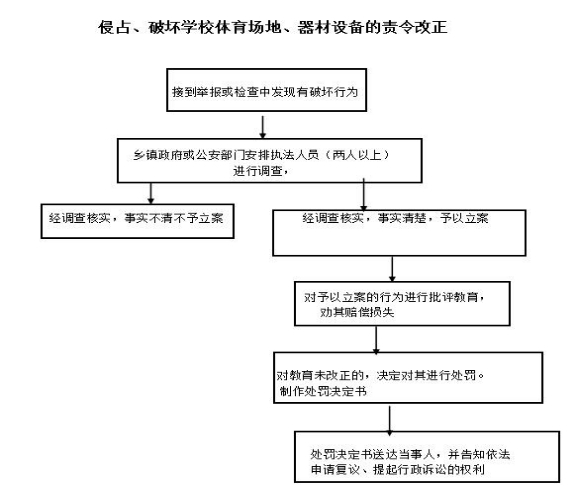 侵占、破坏学校体育场地、器材设备的责令改正
接到举报或检查中发现有破坏行为
乡镇政府或公安部门安排执法人员（两人以上）
进行调查，
经调查核实，事实不清不予立案
经调查核实，事实清楚，予以立案
对予以立案的行为进行批评教育，
劝其赔偿损失
对教育未改正的，决定对其进行处罚。
制作处罚决定书
处罚决定书送达当事人，并告知依法
申请复议、提起行政诉讼的权利